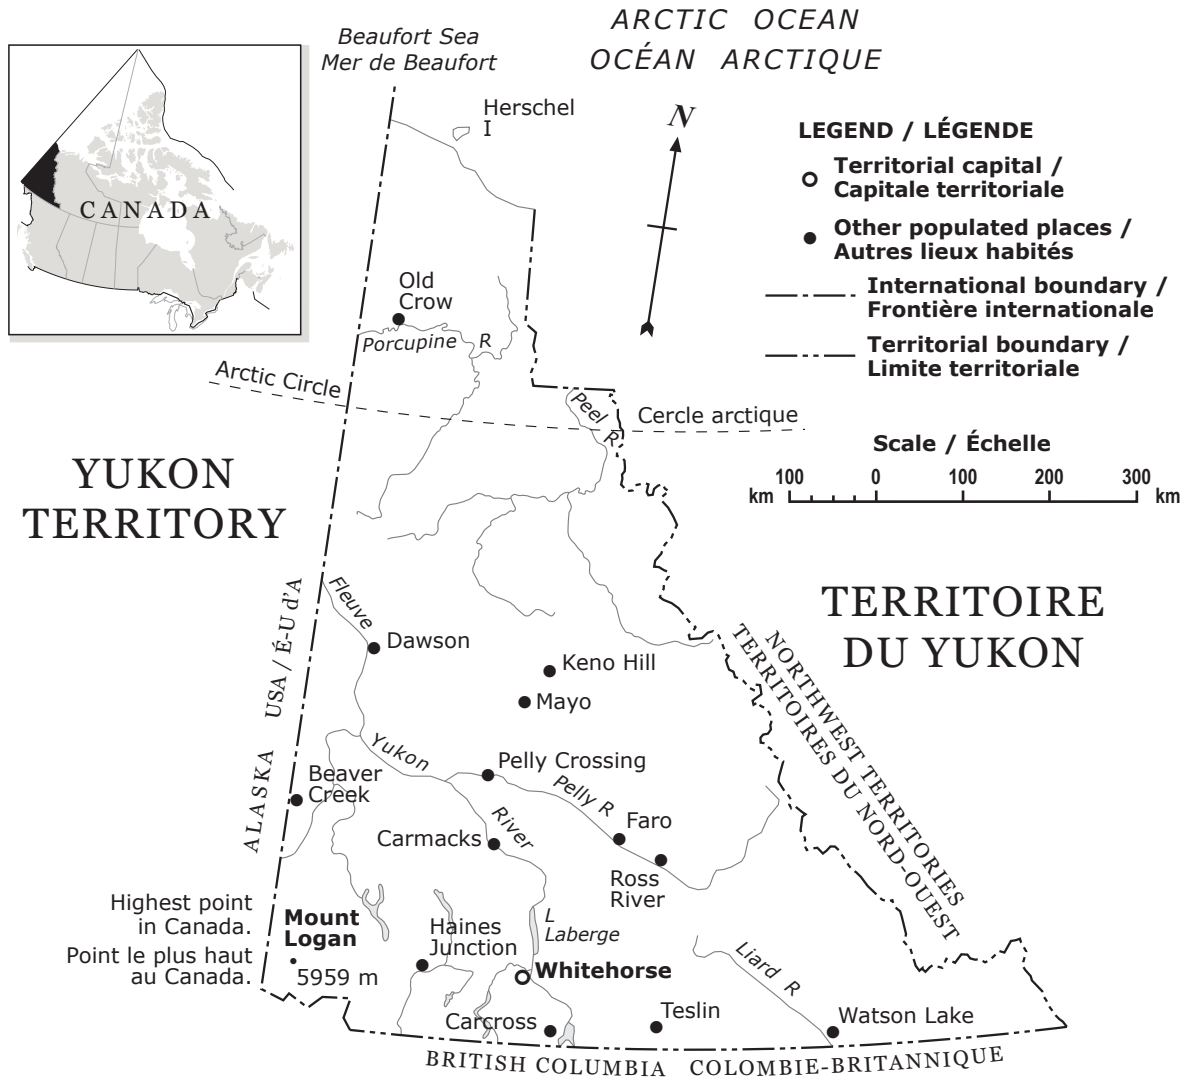 ARCTIC OCEAN
OCÉAN ARCTIQUE
Beaufort Sea
Mer de Beaufort
CANADA
Herschel
I
N
LEGEND / LÉGENDE
Territorial capital /
Capitale territoriale
Other populated places /
Autres lieux habités
International boundary /
Frontière internationale
Territorial boundary /
Limite territoriale
Scale / Échelle
km 100 0 100 200 300 km
Old
Crow
Porcupine R
Arctic Circle
Cercle arctique
Peel R
YUKON
TERRITORY
TERRITOIRE
DU YUKON
ALASKA USA / É-U d'A
NORTHWEST TERRITORIES
TERRITOIRES DU NORD-OUEST
Fleuve
Dawson
Keno Hill
Mayo
Yukon
Pelly Crossing
Beaver
Creek
Pelly R
River
Faro
Carmacks
Ross
River
Highest point
in Canada.
Point le plus haut
au Canada.
Mount
Logan
5959 m
Haines
Junction
L
Laberge
Whitehorse
Liard R
Carcross
Teslin
Watson Lake
BRITISH COLUMBIA COLOMBIE-BRITANNIQUE